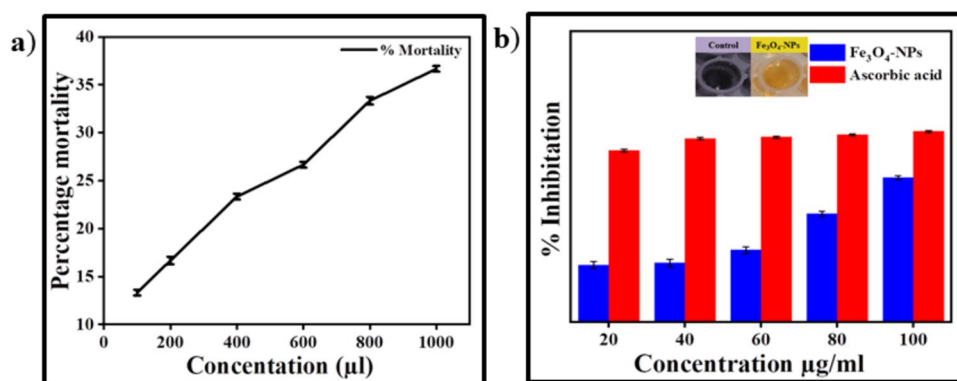 a)
% Mortality
Percentage mortality
40
35
30
25
20
15
10
0 200 400 600 800 1000
Concentation (µl)
b)
Control Fe₃O₄-NPs
Fe₃O₄-NPs
Ascorbic acid
% Inhibitation
20 40 60 80 100
Concentration µg/ml